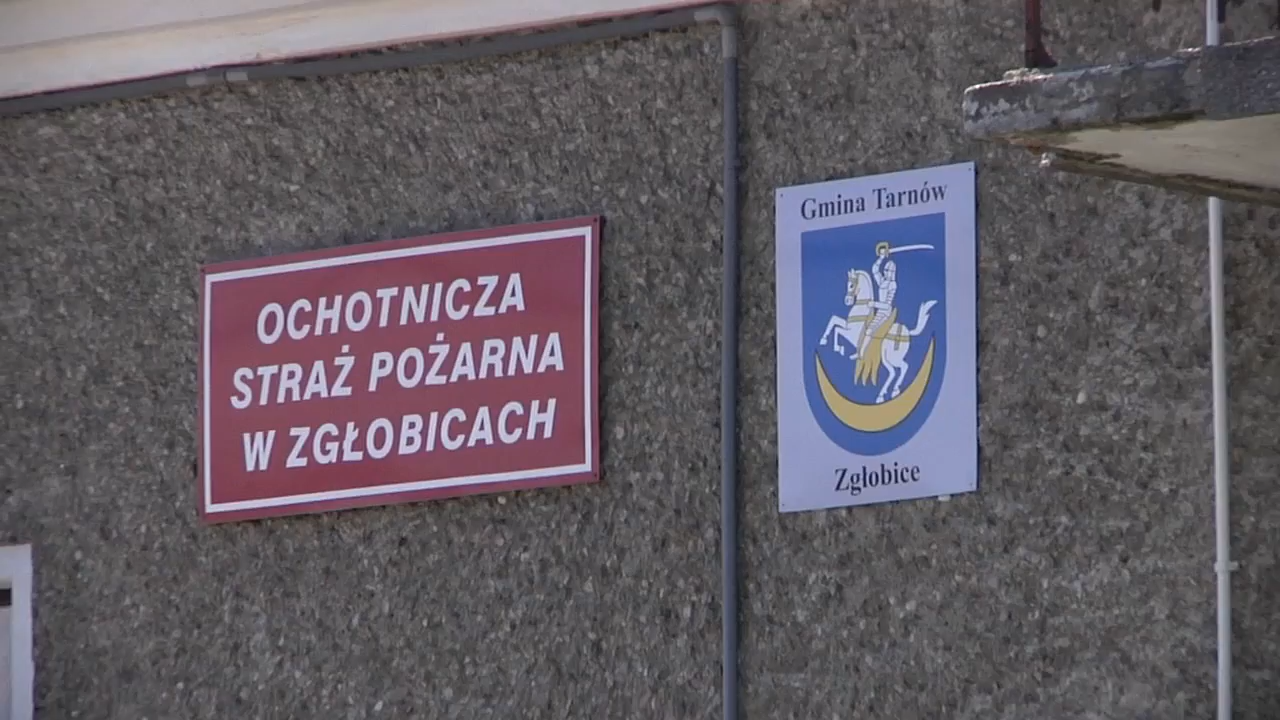 OCHOTNICZA
STRAŻ POŻARNA
W ZGŁOBICACH
Gmina Tarnów
Zgłobice